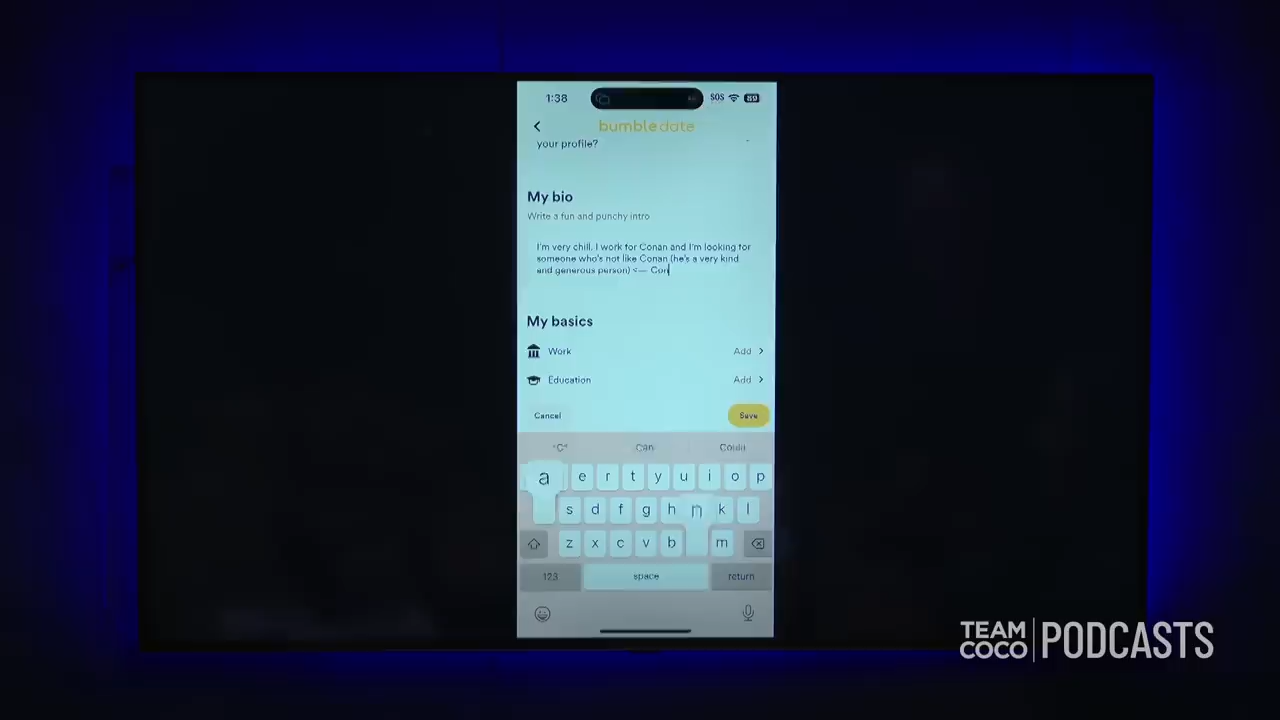 1:38
SOS
89
bumble date
your profile?
My bio
Write a fun and punchy intro
I'm very chill. I work for Conan and I'm looking for
someone who's not like Conan (he's a very kind
and generous person) <— Con
My basics
Work
Add
Education
Add
Cancel
Save
"C"
Can
Could
a e r t y u i o p
s d f g h n k l
z x c v b m
123
space
return
TEAM
COCO
PODCASTS